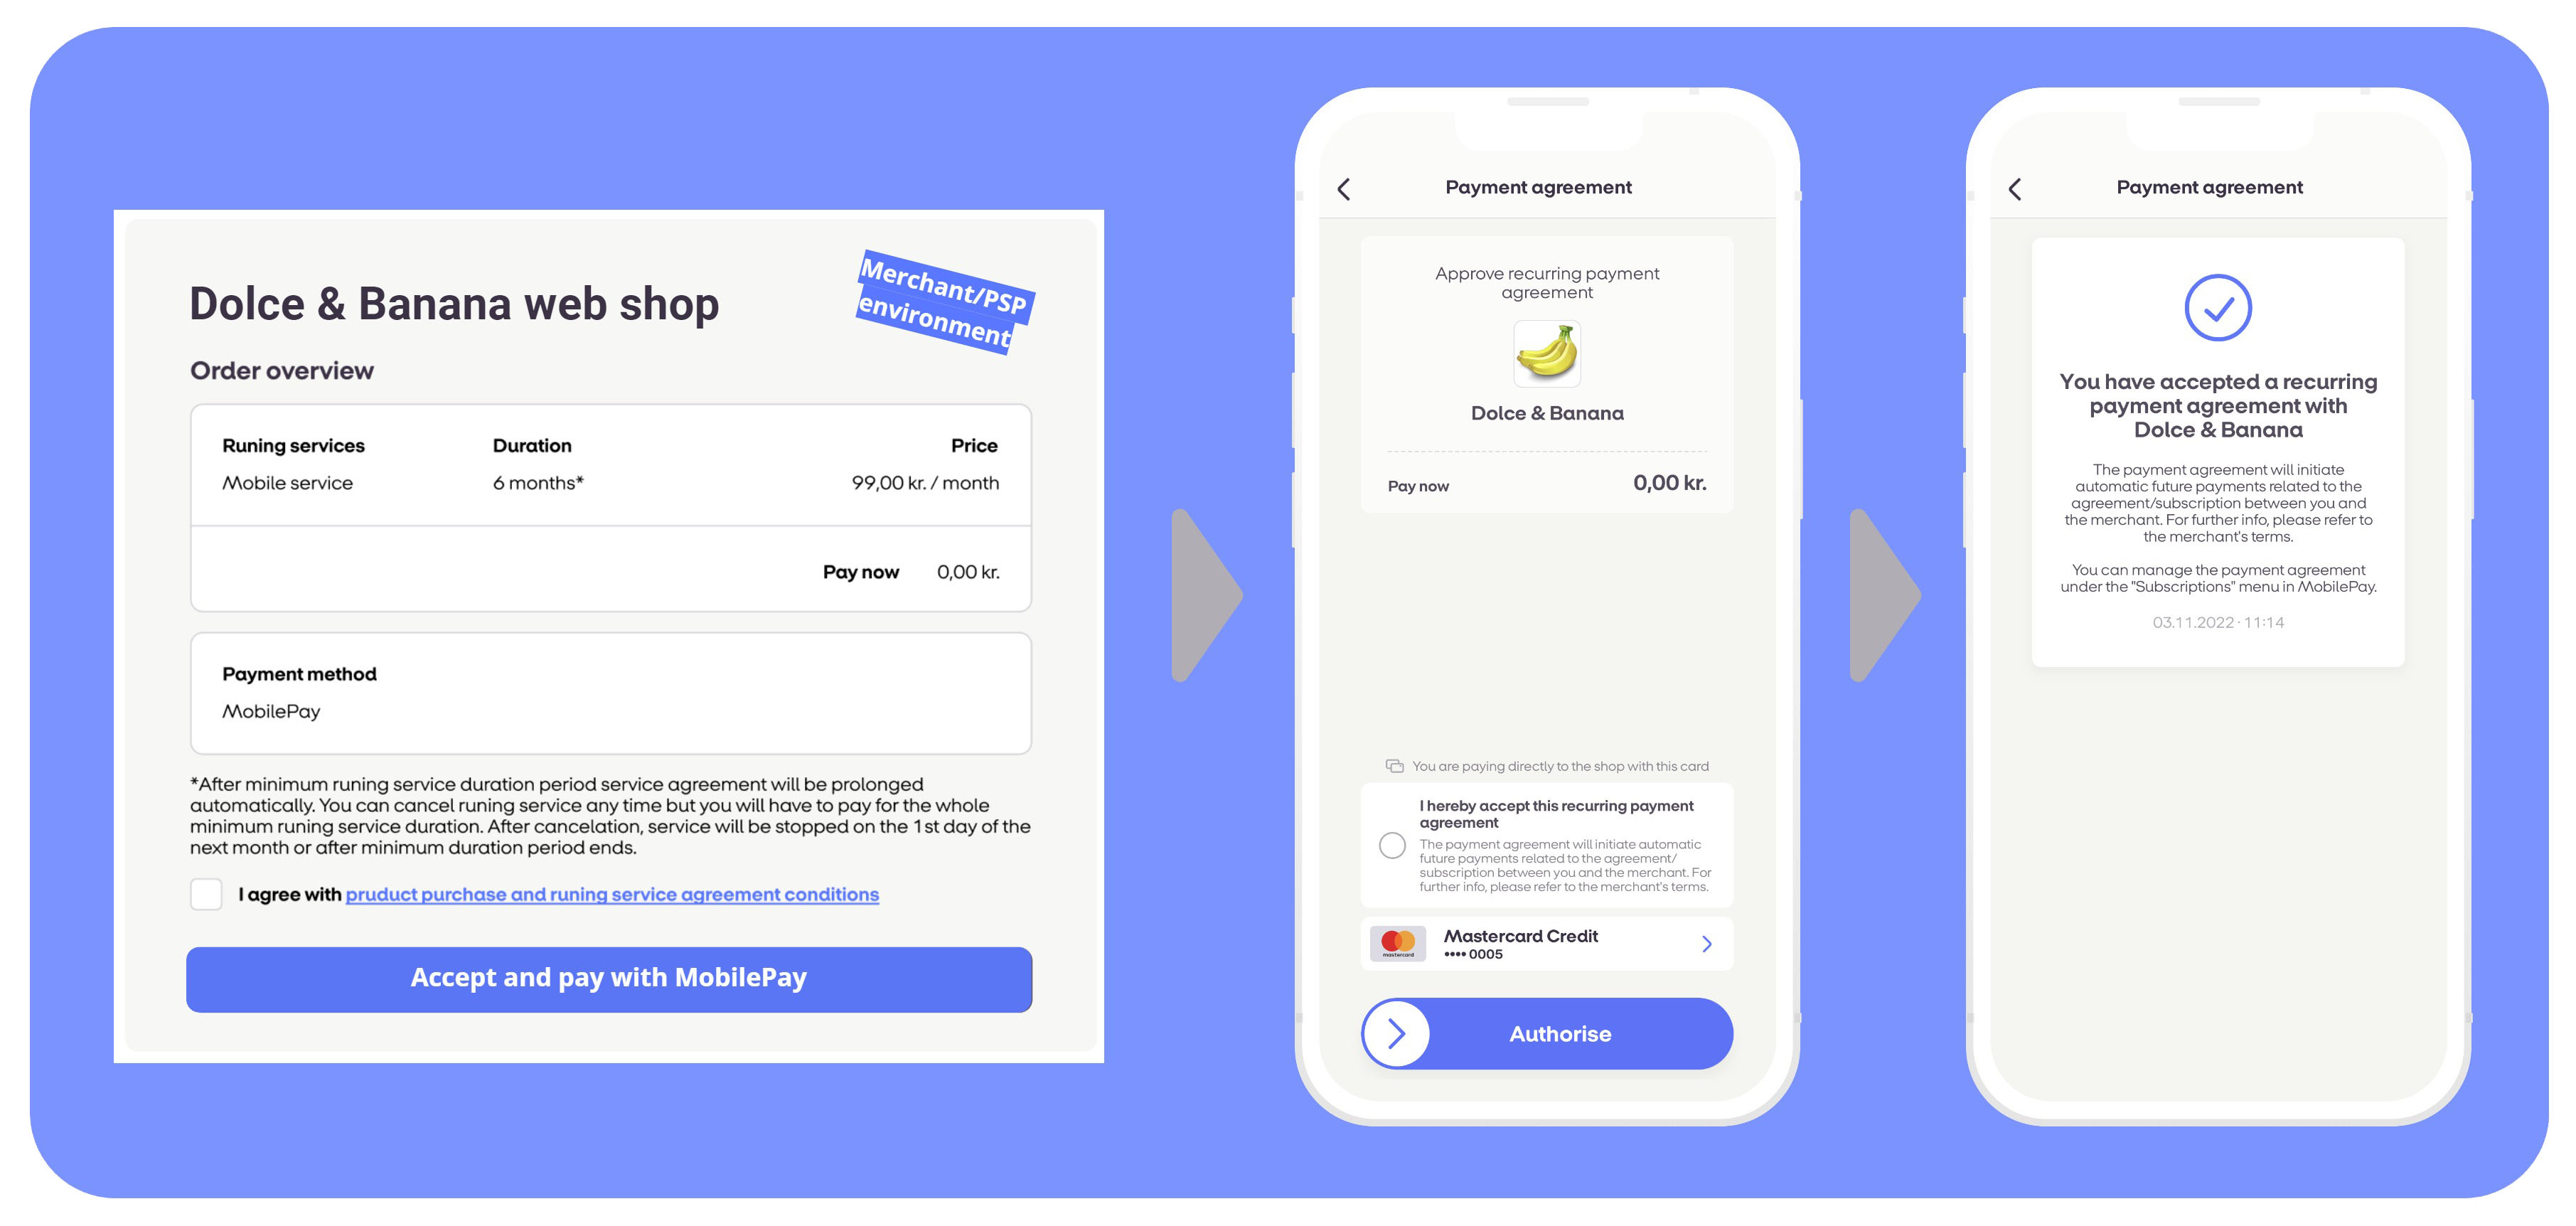 Dolce & Banana web shop
Merchant/PSP
environment
Order overview
Runing services Duration Price
Mobile service 6 months* 99,00 kr. / month
Pay now 0,00 kr.
Payment method
MobilePay
*After minimum runing service duration period service agreement will be prolonged
automatically. You can cancel runing service any time but you will have to pay for the whole
minimum runing service duration. After cancelation, service will be stopped on the 1st day of the
next month or after minimum duration period ends.
I agree with pruduct purchase and runing service agreement conditions
Accept and pay with MobilePay
Payment agreement
Approve recurring payment
agreement
Dolce & Banana
Pay now 0,00 kr.
You are paying directly to the shop with this card
I hereby accept this recurring payment
agreement
The payment agreement will initiate automatic
future payments related to the agreement/
subscription between you and the merchant. For
further info, please refer to the merchant's terms.
mastercard
Mastercard Credit
•••• 0005
Authorise
Payment agreement
You have accepted a recurring
payment agreement with
Dolce & Banana
The payment agreement will initiate
automatic future payments related to the
agreement/subscription between you and
the merchant. For further info, please refer to
the merchant's terms.
You can manage the payment agreement
under the "Subscriptions" menu in MobilePay.
03.11.2022 · 11:14